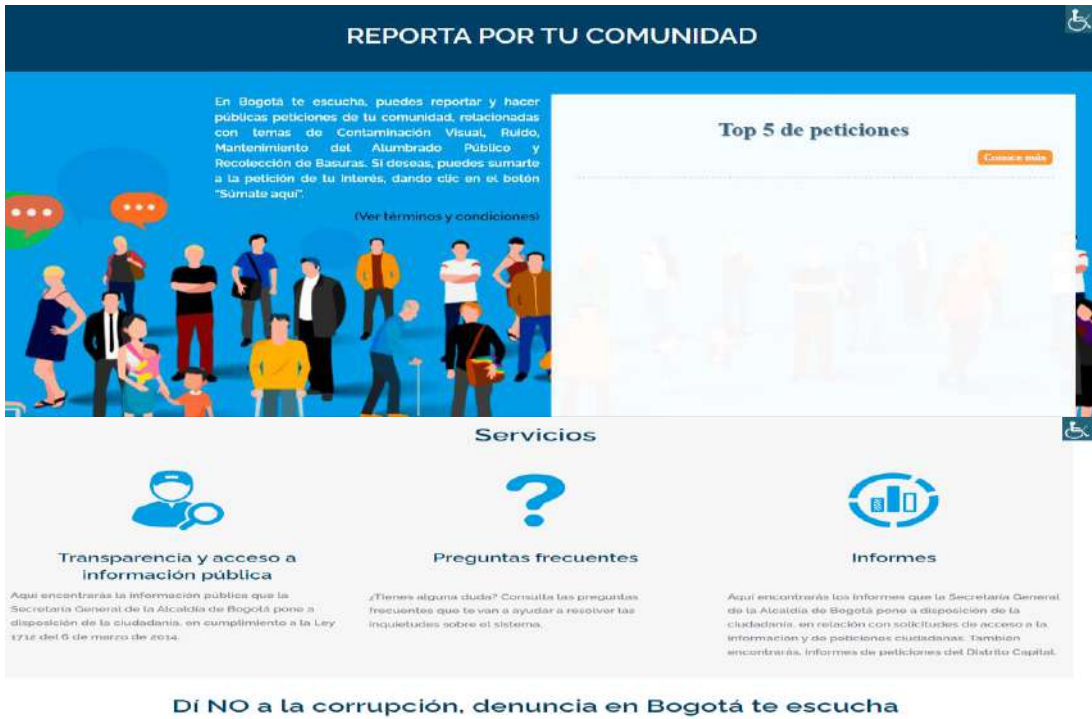 REPORTA POR TU COMUNIDAD
En Bogotá te escucha, puedes reportar y hacer
públicas peticiones de tu comunidad, relacionadas
con temas de Contaminación Visual, Ruido,
Mantenimiento del Alumbrado Público y
Recolección de Basuras. Si deseas, puedes sumarte
a la petición de tu interés, dando clic en el botón
"Súmate aquí".
(Ver términos y condiciones)
Top 5 de peticiones
Conoce más
Servicios
Transparencia y acceso a
información pública
Aquí encontrarás la información pública que la
Secretaría General de la Alcaldía de Bogotá pone a
disposición de la ciudadanía, en cumplimiento a la Ley
1712 del 6 de marzo de 2014.
Preguntas frecuentes
¿Tienes alguna duda? Consulta las preguntas
frecuentes que te van a ayudar a resolver las
inquietudes sobre el sistema.
Informes
Aquí encontrarás los informes que la Secretaría General
de la Alcaldía de Bogotá pone a disposición de la
ciudadanía, en relación con solicitudes de acceso a la
información y de peticiones ciudadanas. También
encontrarás, informes de peticiones del Distrito Capital.
Dí NO a la corrupción, denuncia en Bogotá te escucha